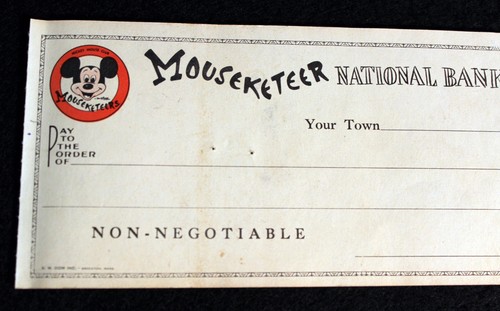 MICKEY MOUSE CLUB
MOUSEKETEERS
MOUSEKETEER NATIONAL BANK
Your Town
PAY
TO
THE
ORDER
OF
NON-NEGOTIABLE